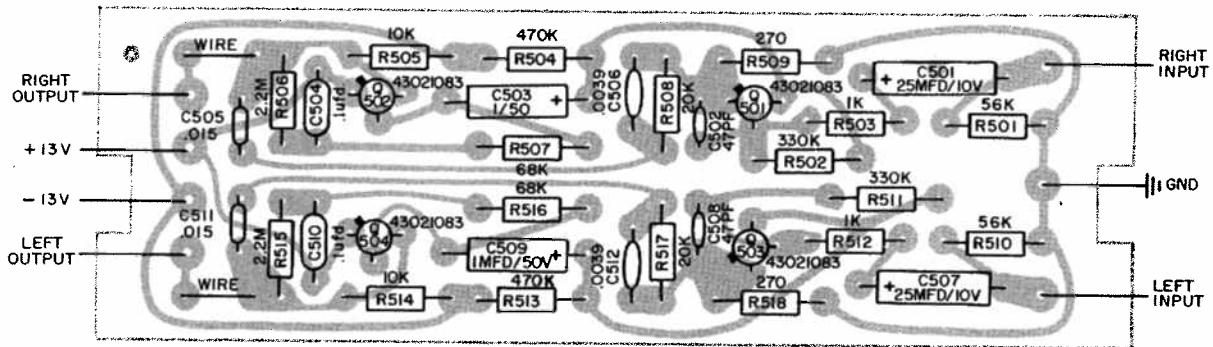 10K
470K
270
WIRE
R505
R504
R509
RIGHT
INPUT
RIGHT
OUTPUT
2.2M
R506
C504
.1ufd
Q
502
43021083
C503
1/50
+
.0039
C506
R508
20K
C502
47PF
Q
501
43021083
+
C501
25MFD/10V
C505
.015
1K
R503
56K
R501
+13V
R507
330K
R502
68K
68K
GND
-13V
R516
330K
R511
C511
.015
2.2M
R515
C510
.1ufd
Q
504
43021083
R517
20K
C508
47PF
1K
R512
56K
R510
LEFT
OUTPUT
C509
1MFD/50V
+
.0039
C512
Q
503
43021083
WIRE
10K
R514
470K
R513
270
R518
+
C507
25MFD/10V
LEFT
INPUT